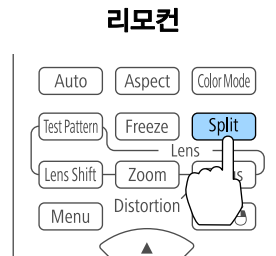 리모컨
Auto Aspect Color Mode
Test Pattern Freeze Split
Lens
Lens Shift Zoom
Menu Distortion